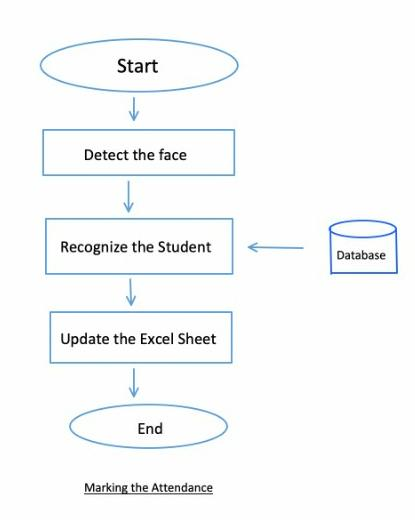 Start
Detect the face
Recognize the Student
Database
Update the Excel Sheet
End
Marking the Attendance